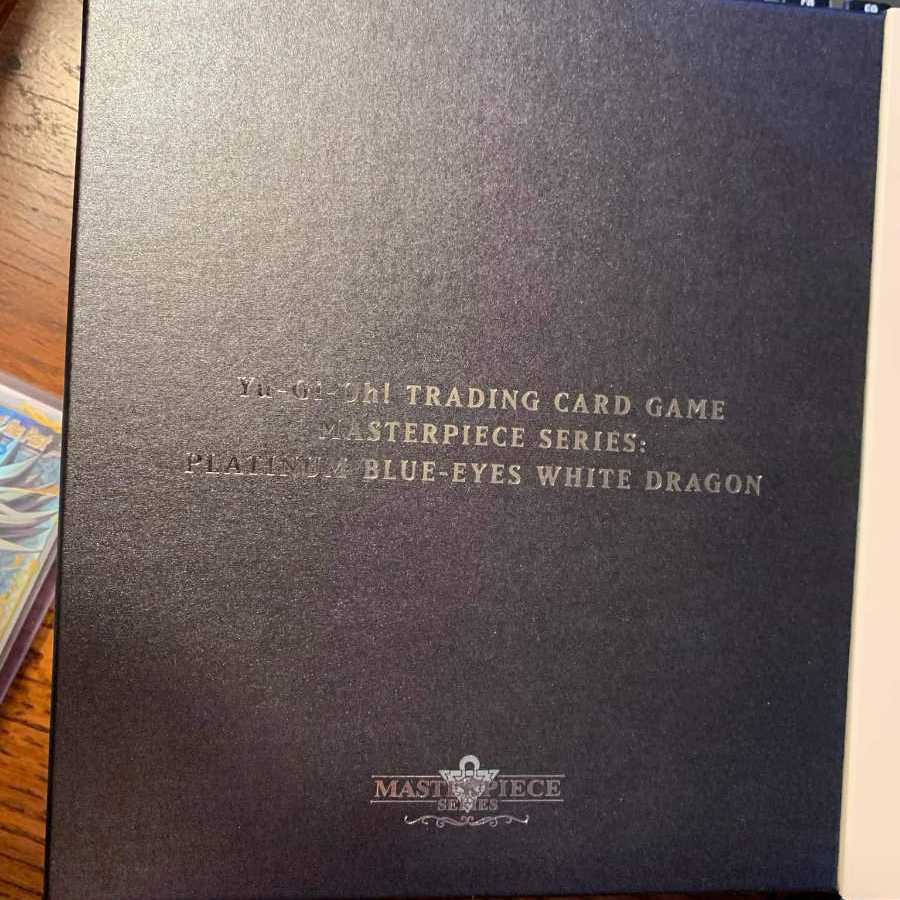 Yu-Gi-Oh! TRADING CARD GAME
MASTERPIECE SERIES:
PLATINUM BLUE-EYES WHITE DRAGON
MASTERPIECE
SERIES